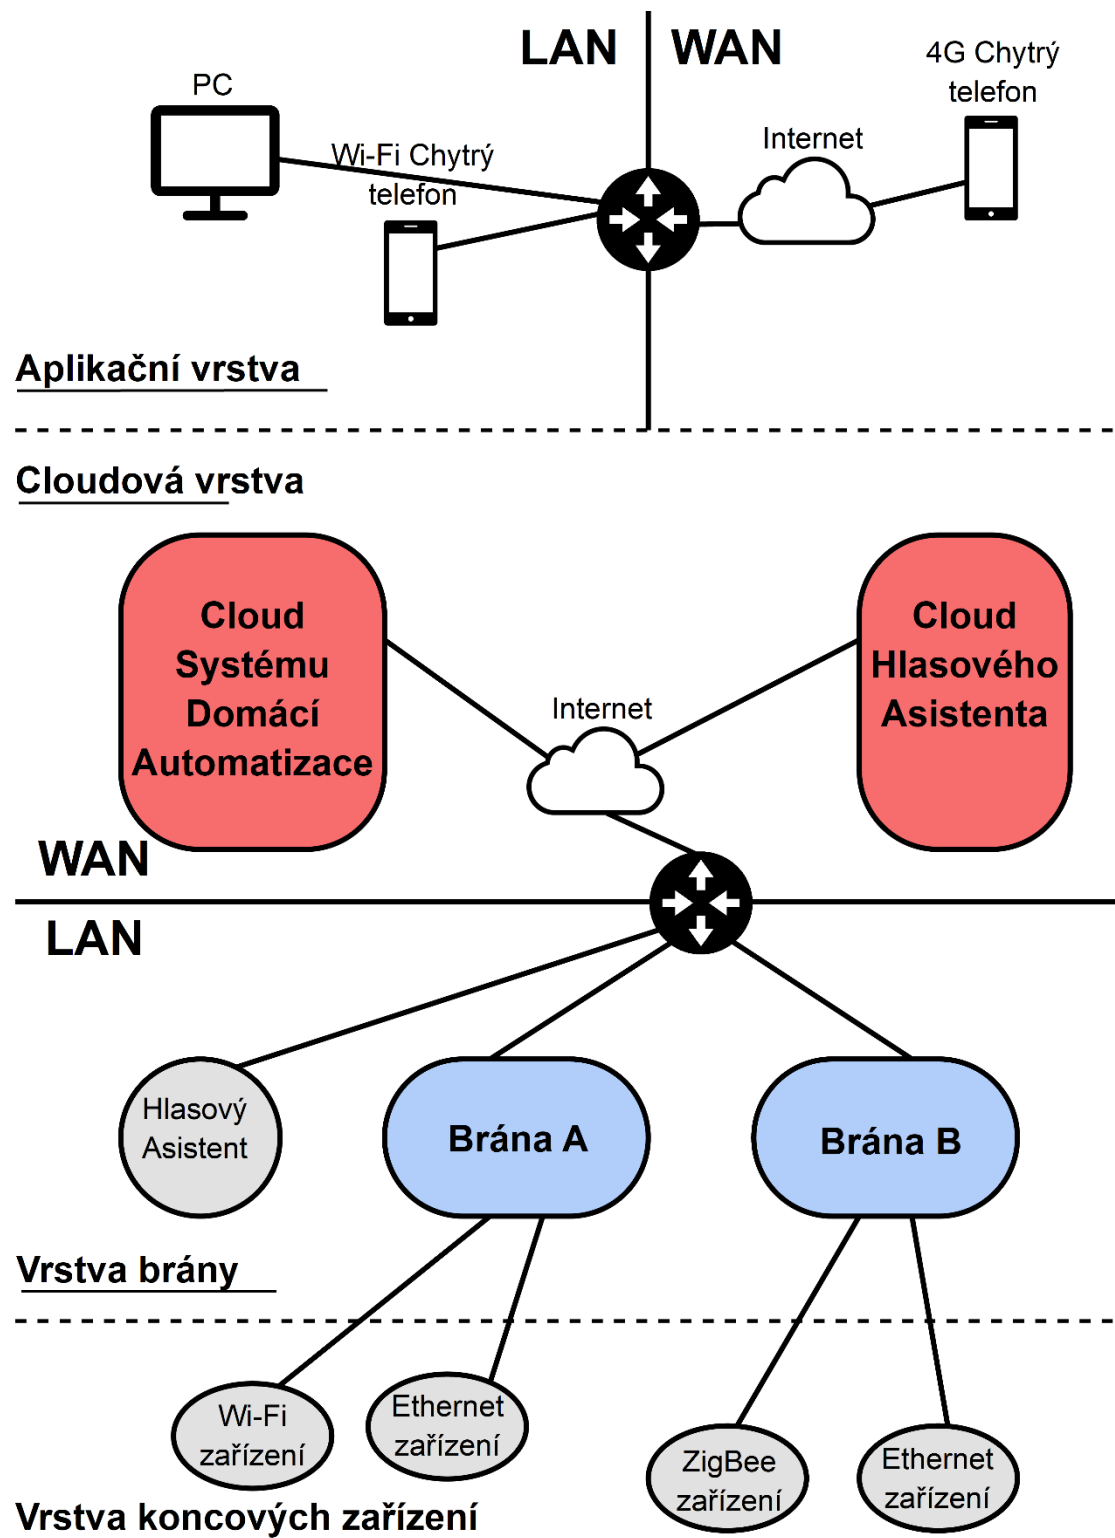 LAN
WAN
PC
4G Chytrý
telefon
Internet
Wi-Fi Chytrý
telefon
Aplikační vrstva
Cloudová vrstva
Cloud
Systému
Domácí
Automatizace
Cloud
Hlasového
Asistenta
Internet
WAN
LAN
Hlasový
Asistent
Brána A
Brána B
Vrstva brány
Wi-Fi
zařízení
Ethernet
zařízení
ZigBee
zařízení
Ethernet
zařízení
Vrstva koncových zařízení